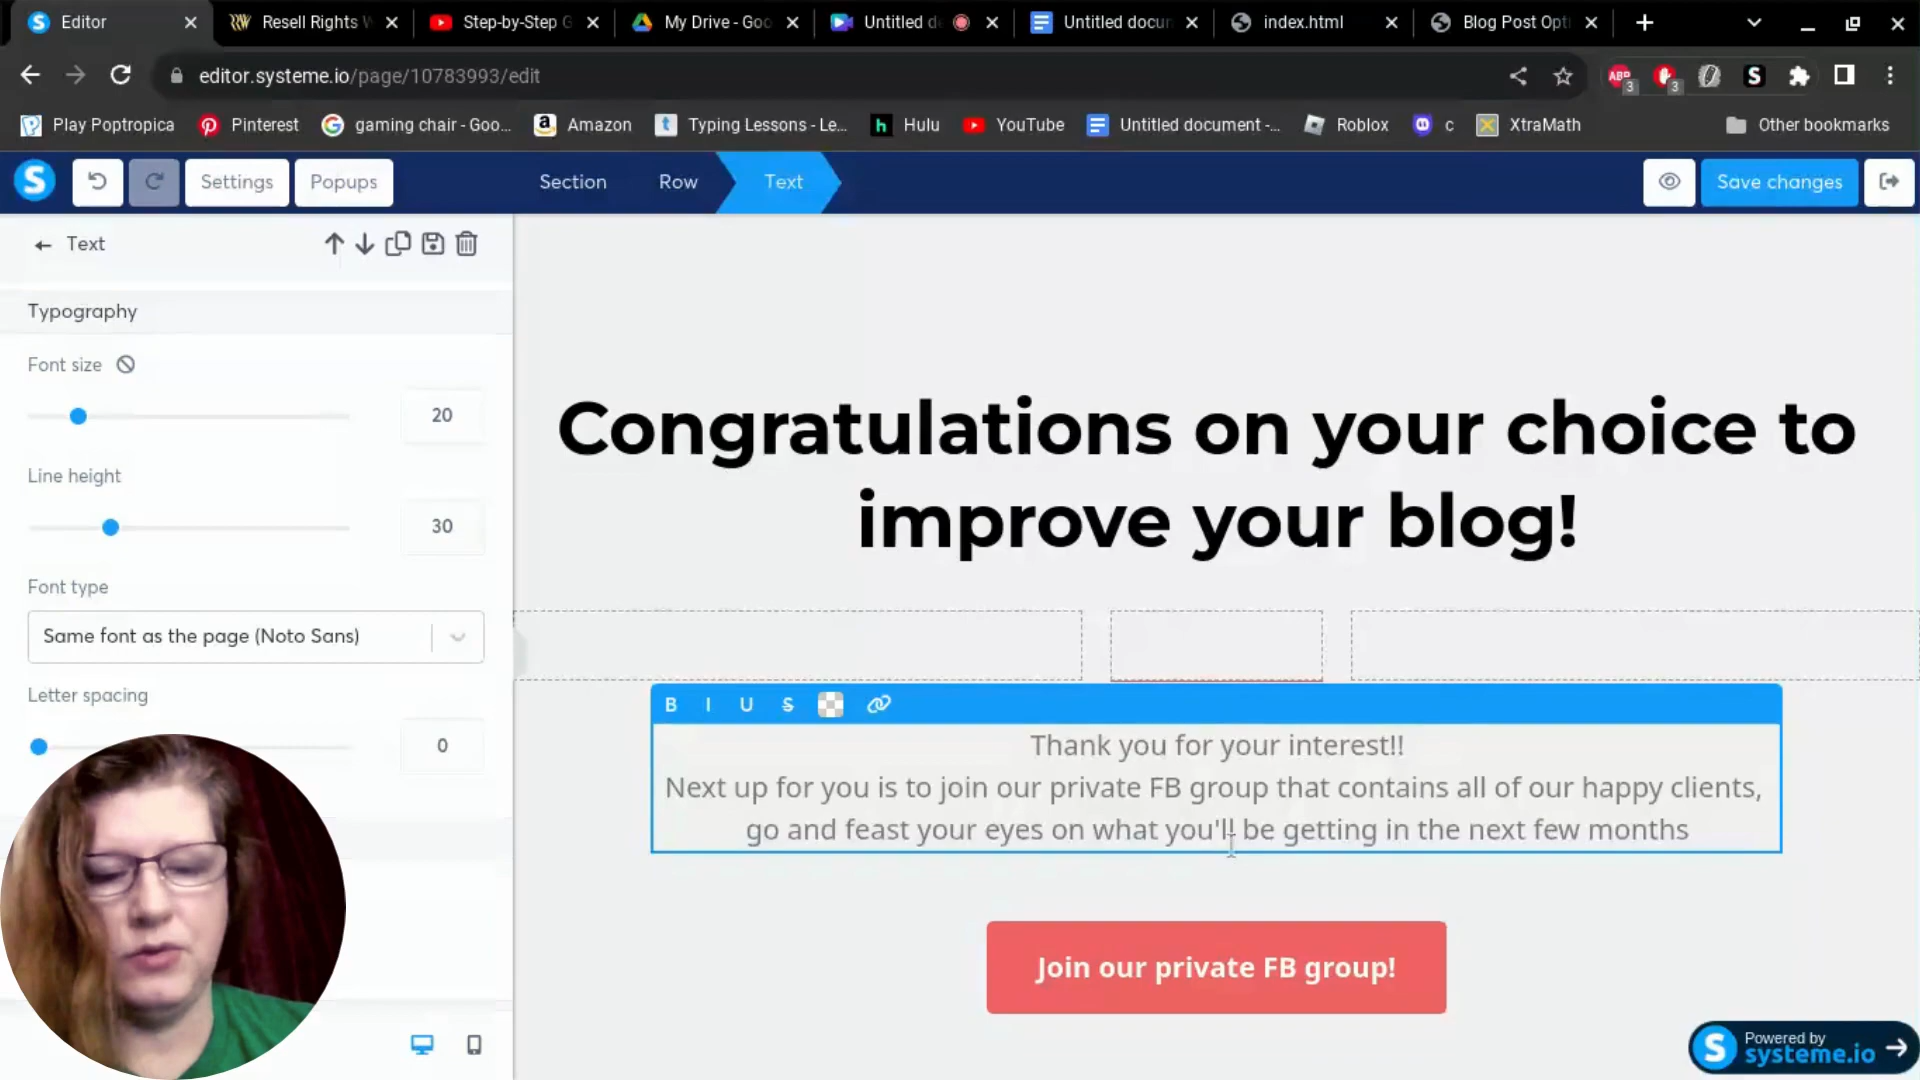 Editor
Resell Rights W
Step-by-Step G
My Drive - Goo
Untitled d
Untitled docun
index.html
Blog Post Opt
editor.systeme.io/page/10783993/edit
ABP
3
3
S
Play Poptropica
Pinterest
gaming chair - Goo...
Amazon
Typing Lessons - Le...
Hulu
YouTube
Untitled document -...
Roblox
c
XtraMath
Other bookmarks
S
Settings
Popups
Section
Row
Text
Save changes
Text
Typography
Font size
20
Line height
30
Font type
Same font as the page (Noto Sans)
Letter spacing
0
Congratulations on your choice to
improve your blog!
B I U S
Thank you for your interest!!
Next up for you is to join our private FB group that contains all of our happy clients,
go and feast your eyes on what you'll be getting in the next few months
Join our private FB group!
Powered by
systeme.io